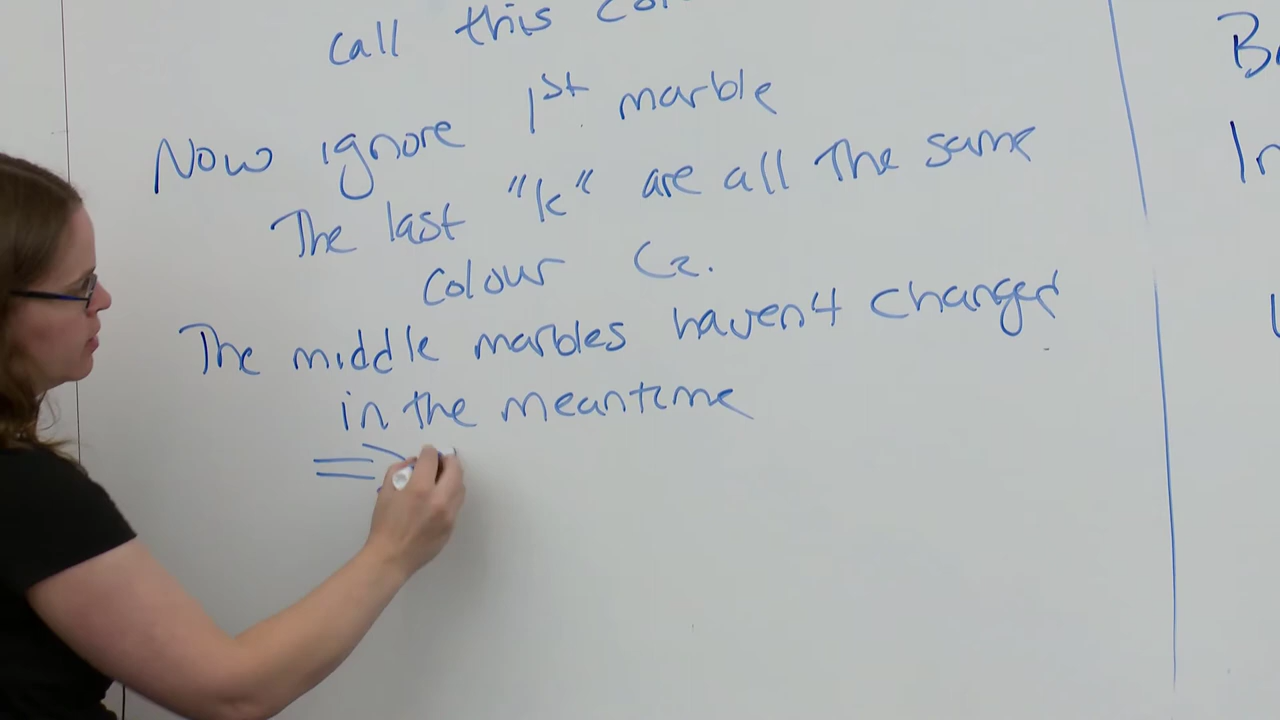 call this
Now ignore 1st marble
The last "k" are all the same
colour C2.
The middle marbles haven't changed
in the meantime
=>